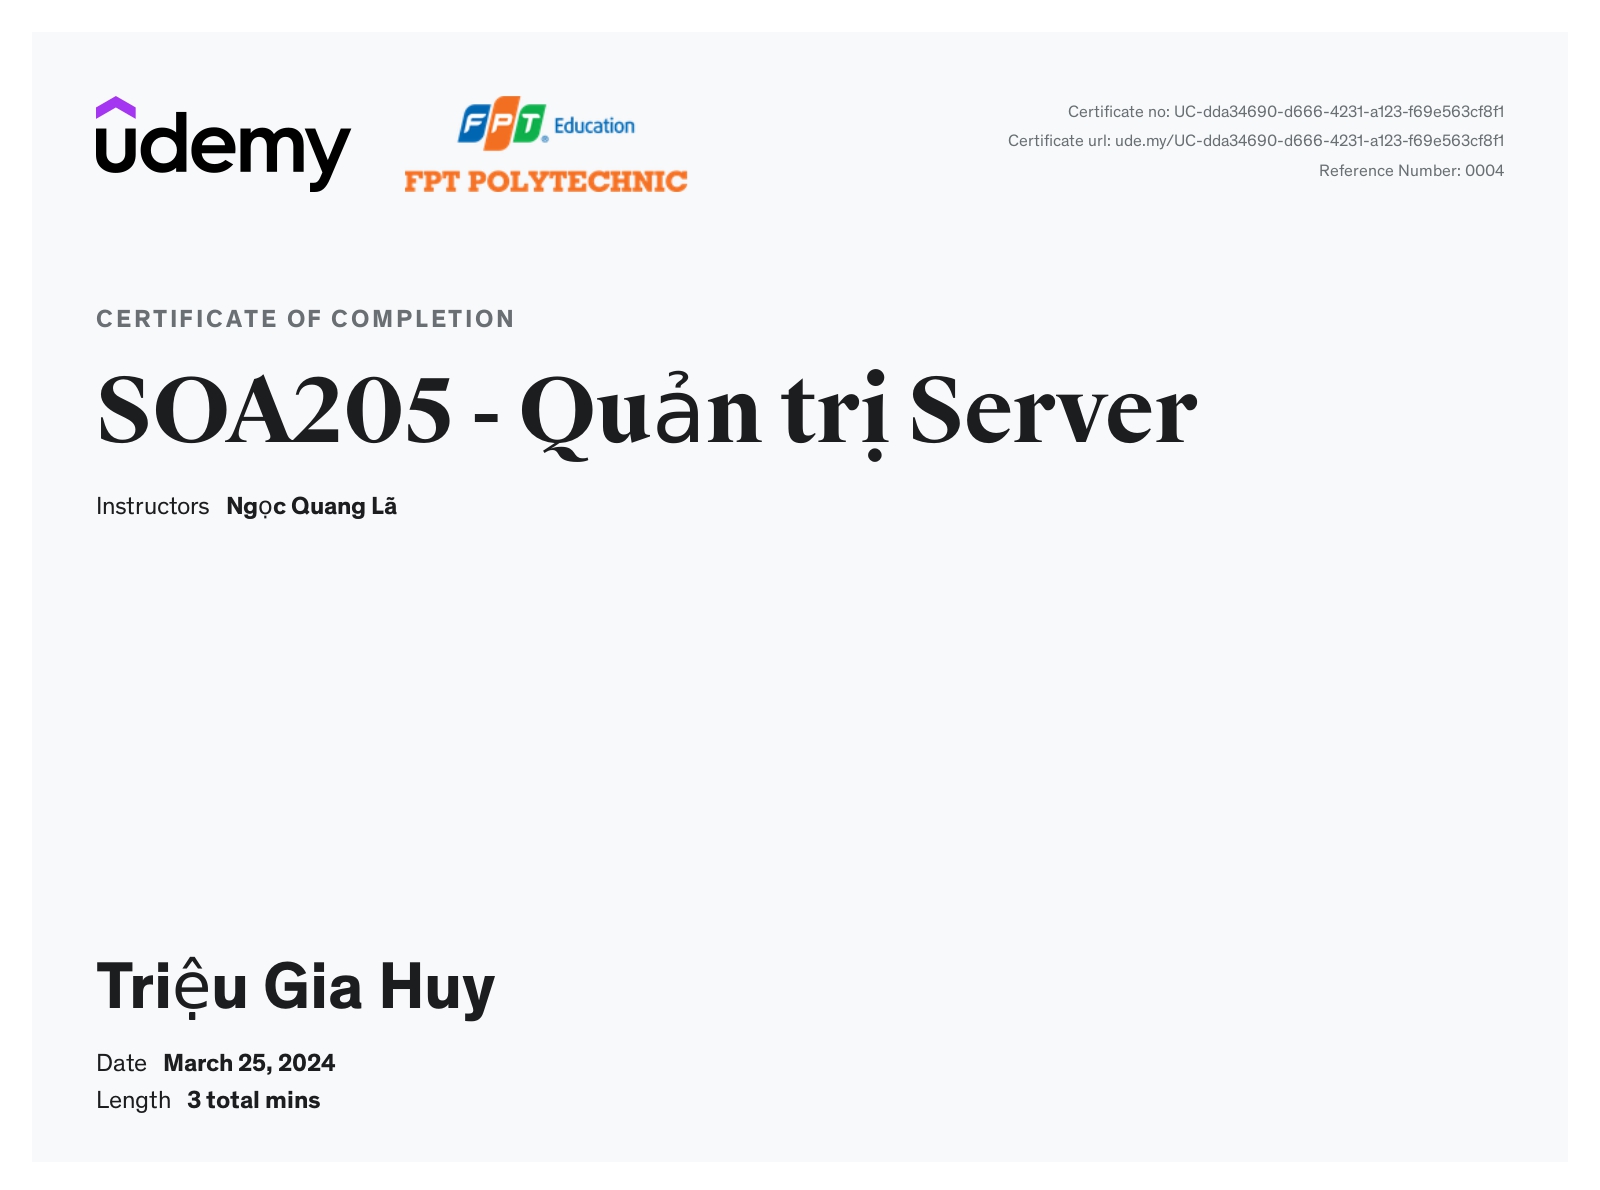 udemy
FPT Education
FPT POLYTECHNIC
Certificate no: UC-dda34690-d666-4231-a123-f69e563cf8f1
Certificate url: ude.my/UC-dda34690-d666-4231-a123-f69e563cf8f1
Reference Number: 0004
CERTIFICATE OF COMPLETION
SOA205 - Quản trị Server
Instructors Ngọc Quang Lã
Triệu Gia Huy
Date March 25, 2024
Length 3 total mins